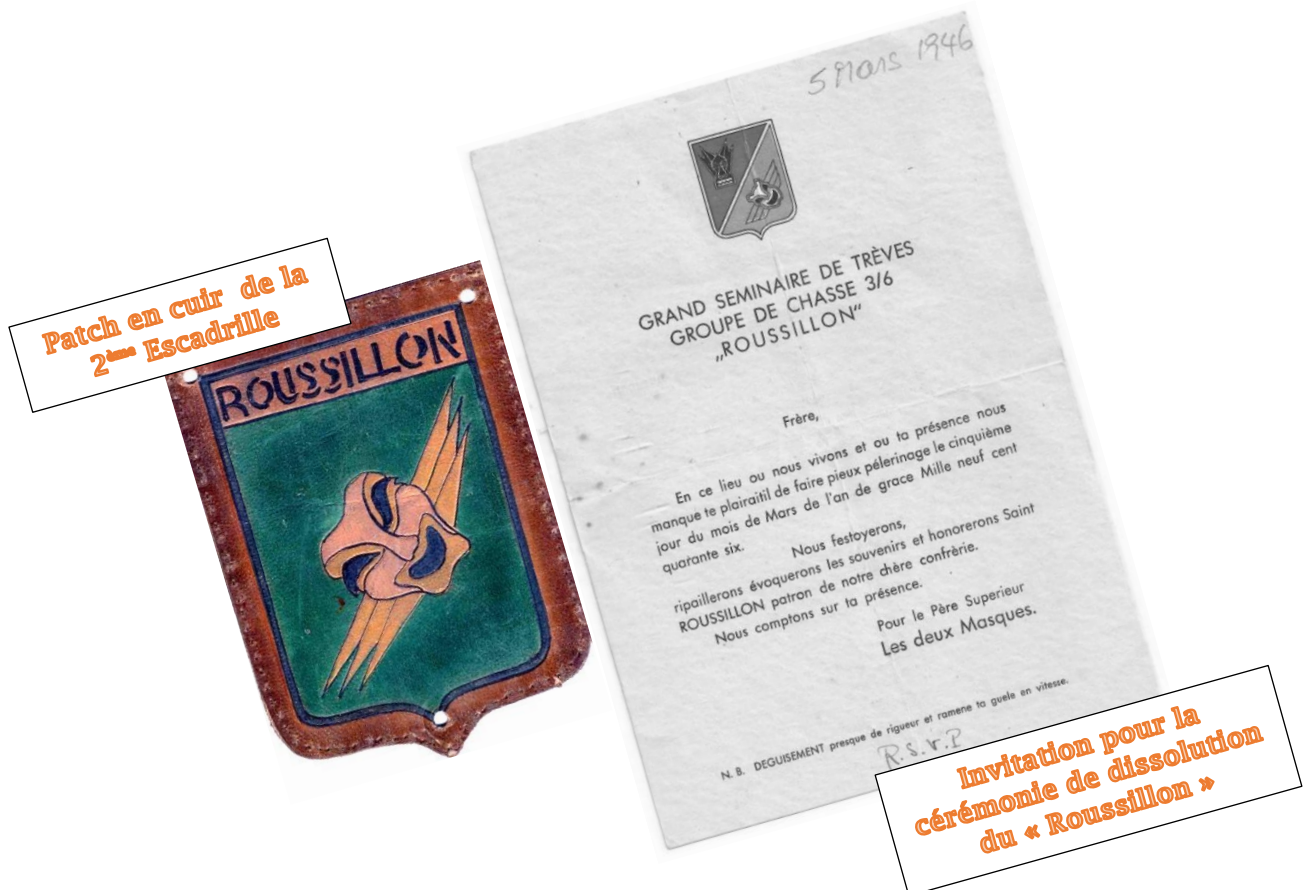 Patch en cuir de la
2ème Escadrille
ROUSSILLON
5 Mars 1946
GRAND SEMINAIRE DE TRÈVES
GROUPE DE CHASSE 3/6
„ROUSSILLON“
Frère,
En ce lieu ou nous vivons et ou ta présence nous
manque te plairaitil de faire pieux pélerinage le cinquième
jour du mois de Mars de l'an de grace Mille neuf cent
quarante six.
Nous festoyerons,
ripaillerons évoquerons les souvenirs et honorerons Saint
ROUSSILLON patron de notre chère confrèrie.
Nous comptons sur ta présence.
Pour le Père Superieur
Les deux Masques.
N. B. DEGUISEMENT presque de rigueur et ramene ta guele en vitesse.
R.S.V.P
Invitation pour la
cérémonie de dissolution
du « Roussillon »